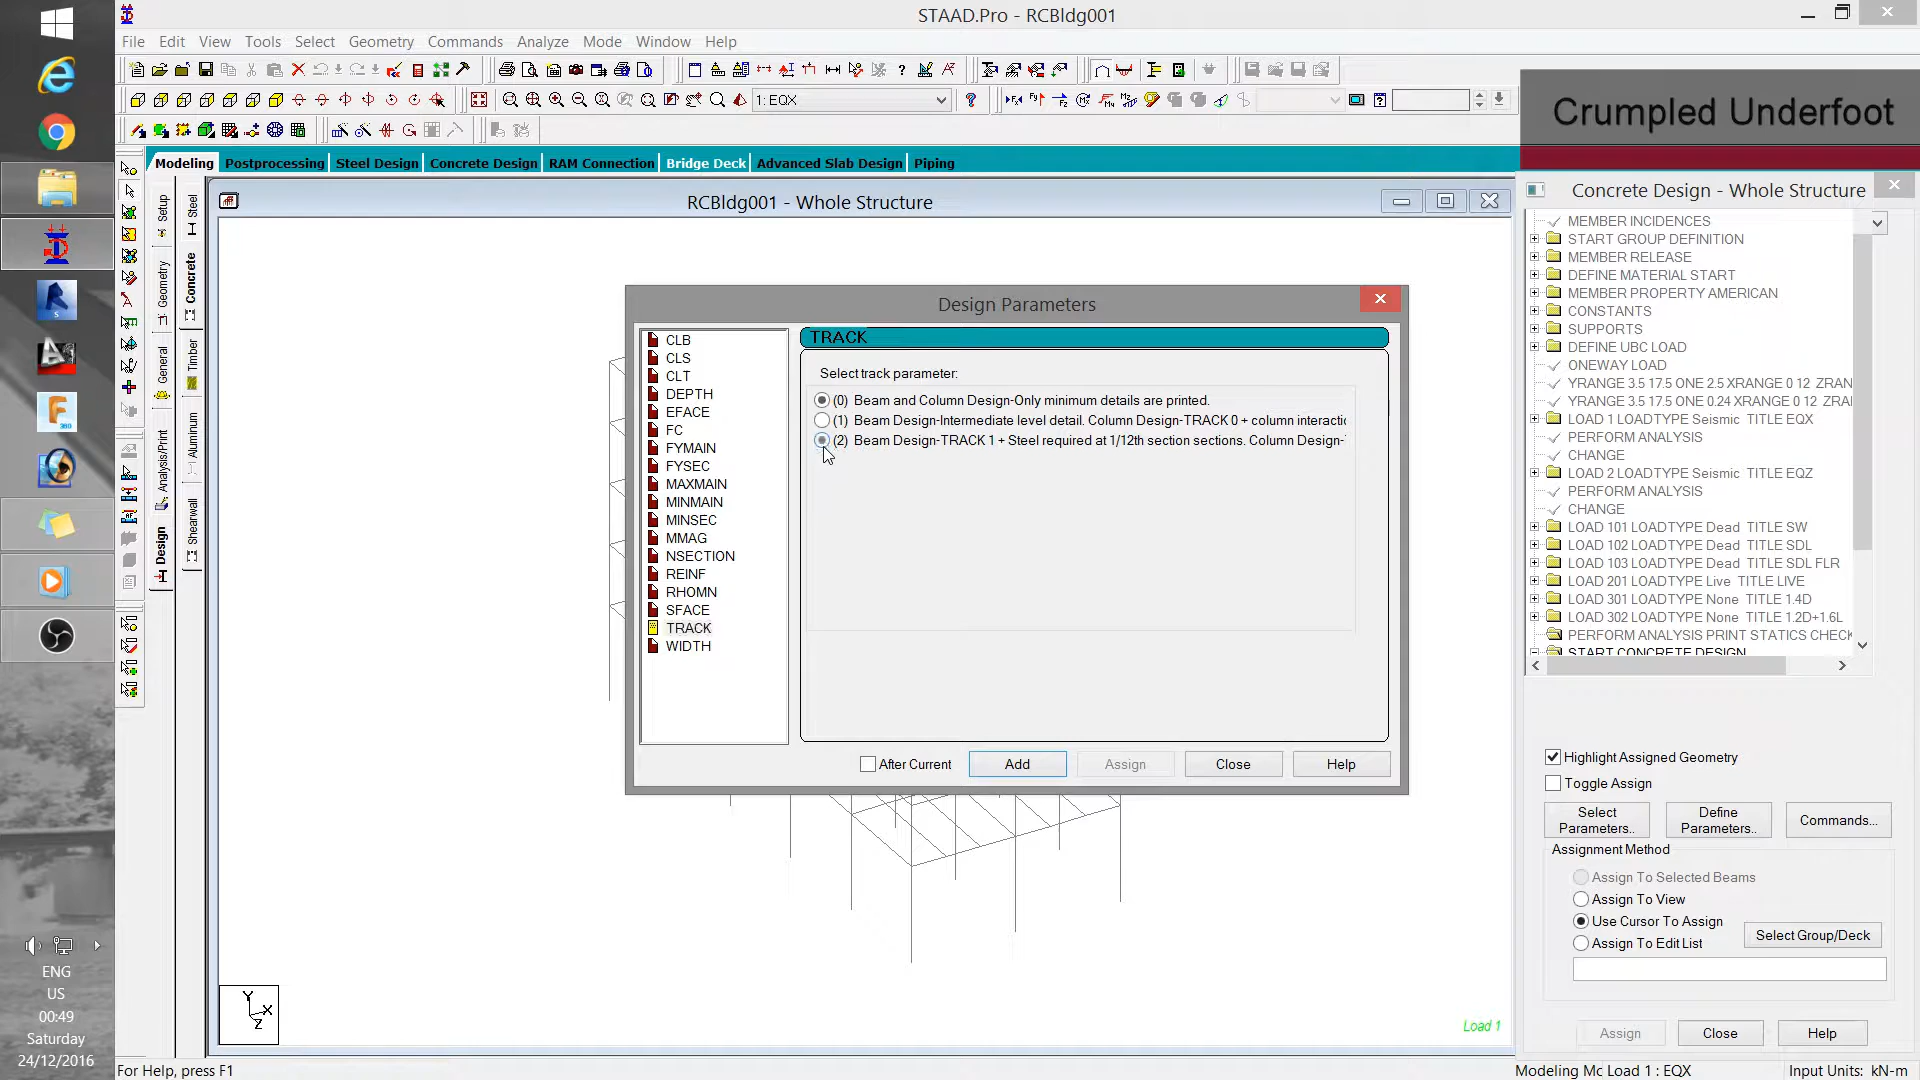 STAAD.Pro - RCBldg001
File Edit View Tools Select Geometry Commands Analyze Mode Window Help
1: EQX
Crumpled Underfoot
Modeling Postprocessing Steel Design Concrete Design RAM Connection Bridge Deck Advanced Slab Design Piping
RCBldg001 - Whole Structure
Concrete Design - Whole Structure
Setup
Geometry
General
Analysis/Print
Design
Steel
Concrete
Timber
Aluminum
Shearwall
Design Parameters
CLB
CLS
CLT
DEPTH
EFACE
FC
FYMAIN
FYSEC
MAXMAIN
MINMAIN
MINSEC
MMAG
NSECTION
REINF
RHOMN
SFACE
TRACK
WIDTH
TRACK
Select track parameter:
(0) Beam and Column Design-Only minimum details are printed.
(1) Beam Design-Intermediate level detail. Column Design-TRACK 0 + column interactic
(2) Beam Design-TRACK 1 + Steel required at 1/12th section sections. Column Design-
After Current Add Assign Close Help
MEMBER INCIDENCES
START GROUP DEFINITION
MEMBER RELEASE
DEFINE MATERIAL START
MEMBER PROPERTY AMERICAN
CONSTANTS
SUPPORTS
DEFINE UBC LOAD
ONEWAY LOAD
YRANGE 3.5 17.5 ONE 2.5 XRANGE 0 12 ZRAN
YRANGE 3.5 17.5 ONE 0.24 XRANGE 0 12 ZRA
LOAD 1 LOADTYPE Seismic TITLE EQX
PERFORM ANALYSIS
CHANGE
LOAD 2 LOADTYPE Seismic TITLE EQZ
PERFORM ANALYSIS
CHANGE
LOAD 101 LOADTYPE Dead TITLE SW
LOAD 102 LOADTYPE Dead TITLE SDL
LOAD 103 LOADTYPE Dead TITLE SDL FLR
LOAD 201 LOADTYPE Live TITLE LIVE
LOAD 301 LOADTYPE None TITLE 1.4D
LOAD 302 LOADTYPE None TITLE 1.2D+1.6L
PERFORM ANALYSIS PRINT STATICS CHECK
START CONCRETE DESIGN
Highlight Assigned Geometry
Toggle Assign
Select Parameters.. Define Parameters.. Commands...
Assignment Method
Assign To Selected Beams
Assign To View
Use Cursor To Assign
Assign To Edit List
Select Group/Deck
Assign Close Help
Y
X
Z
Load 1
ENG
US
00:49
Saturday
24/12/2016
For Help, press F1
Modeling Mc Load 1 : EQX
Input Units: kN-m